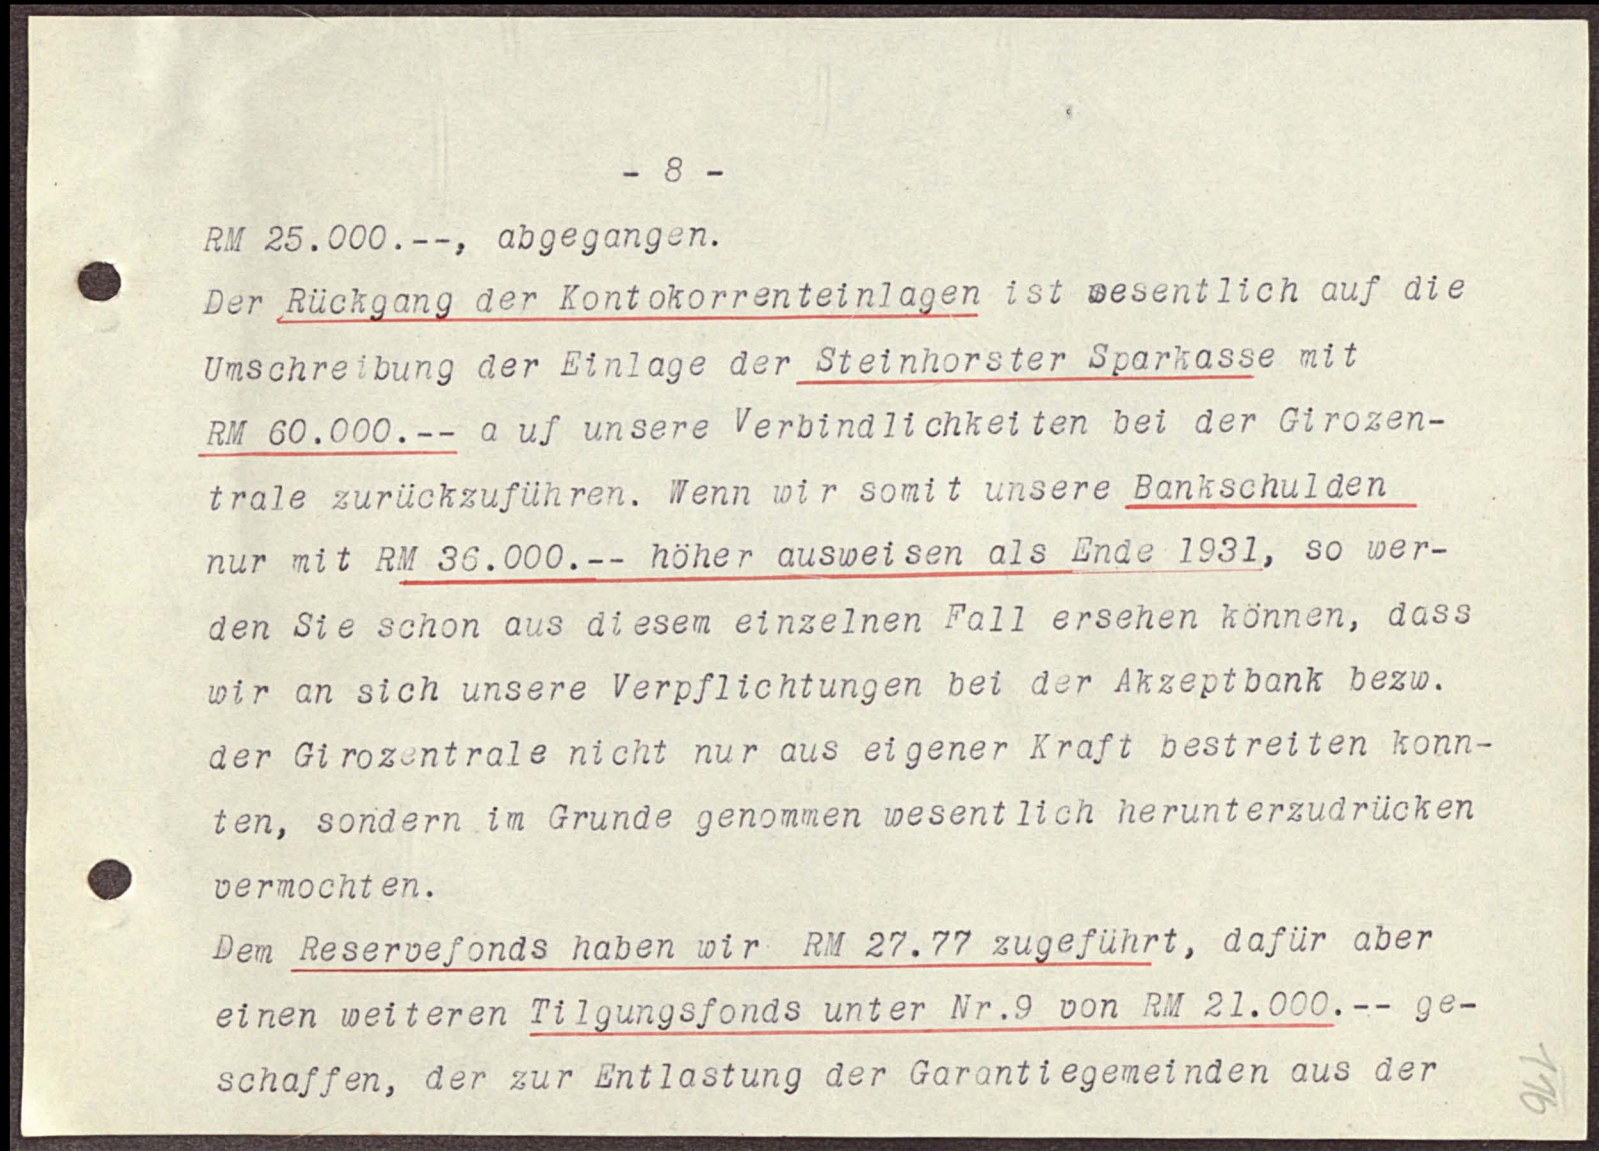 - 8 -
RM 25.000.--, abgegangen.
Der Rückgang der Kontokorrenteinlagen ist wesentlich auf die
Umschreibung der Einlage der Steinhorster Sparkasse mit
RM 60.000.-- a uf unsere Verbindlichkeiten bei der Girozen-
trale zurückzuführen. Wenn wir somit unsere Bankschulden
nur mit RM 36.000.-- höher ausweisen als Ende 1931, so wer-
den Sie schon aus diesem einzelnen Fall ersehen können, dass
wir an sich unsere Verpflichtungen bei der Akzeptbank bezw.
der Girozentrale nicht nur aus eigener Kraft bestreiten konn-
ten, sondern im Grunde genommen wesentlich herunterzudrücken
vermochten.
Dem Reservefonds haben wir RM 27.77 zugeführt, dafür aber
einen weiteren Tilgungsfonds unter Nr.9 von RM 21.000.-- ge-
schaffen, der zur Entlastung der Garantiegemeinden aus der